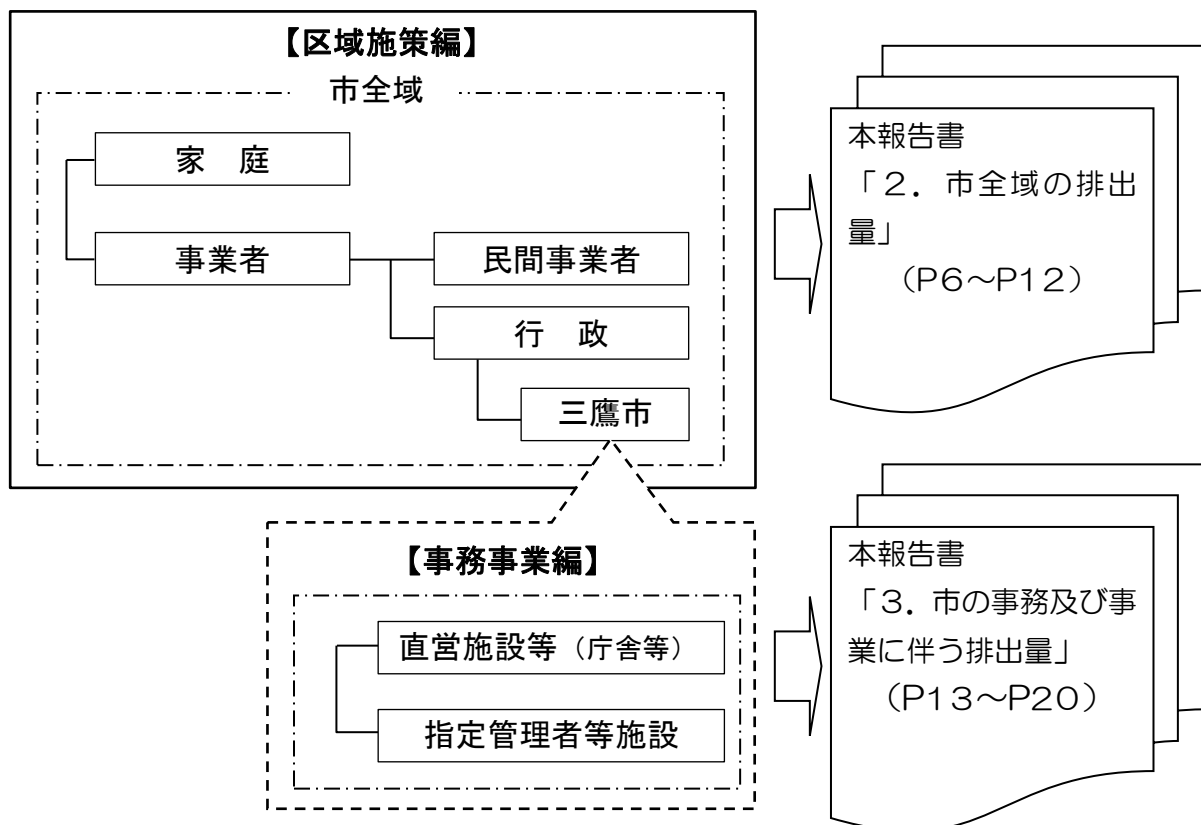 【区域施策編】
市全域
家　庭
事業者
民間事業者
行　政
三鷹市
本報告書
「２．市全域の排出
量」
（P６～P１２）
【事務事業編】
直営施設等（庁舎等）
指定管理者等施設
本報告書
「３．市の事務及び事
業に伴う排出量」
（P１３～P２０）